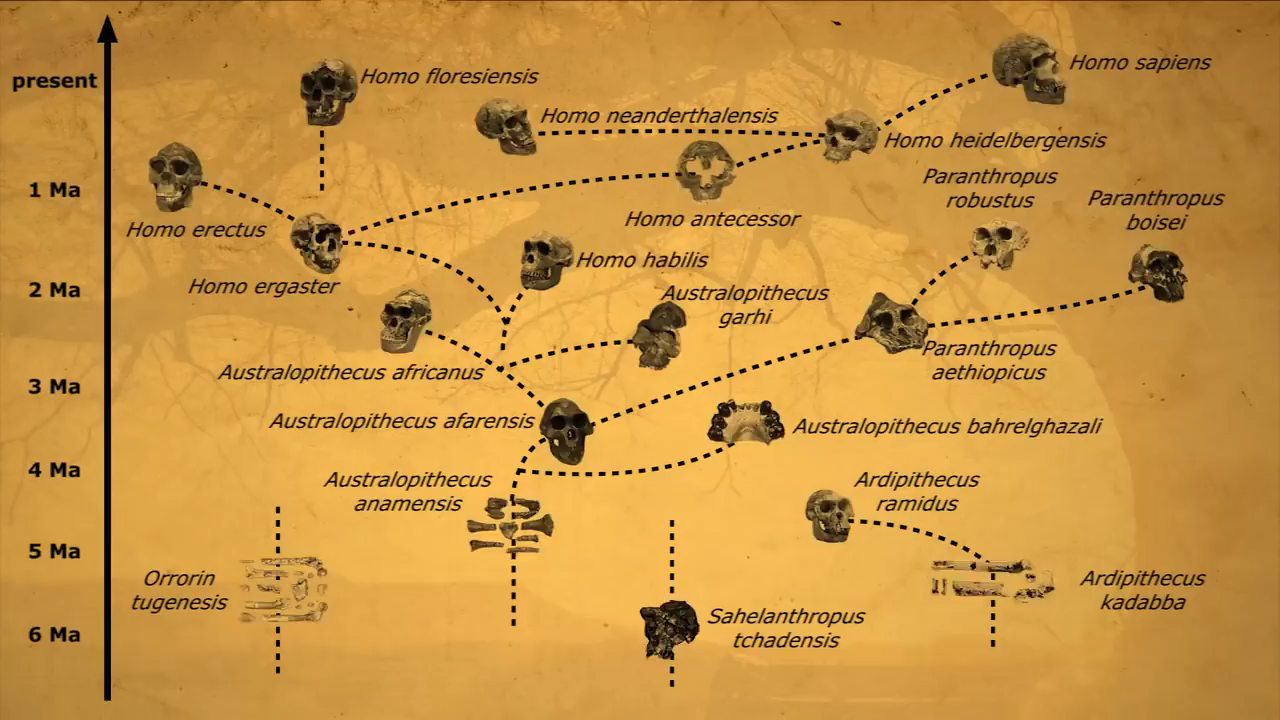 present
1 Ma
2 Ma
3 Ma
4 Ma
5 Ma
6 Ma
Homo floresiensis
Homo sapiens
Homo neanderthalensis
Homo heidelbergensis
Paranthropus
robustus
Paranthropus
boisei
Homo antecessor
Homo erectus
Homo habilis
Homo ergaster
Australopithecus
garhi
Paranthropus
aethiopicus
Australopithecus africanus
Australopithecus afarensis
Australopithecus bahrelghazali
Australopithecus
anamensis
Ardipithecus
ramidus
Orrorin
tugenesis
Ardipithecus
kadabba
Sahelanthropus
tchadensis